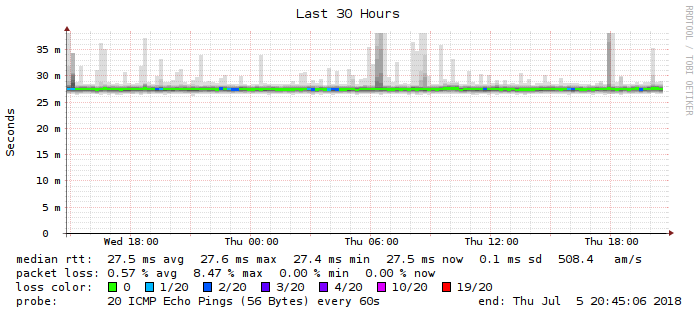 Last 30 Hours
RRDTOOL / TOBI OETIKER
Seconds
35 m
30 m
25 m
20 m
15 m
10 m
5 m
0
Wed 18:00 Thu 00:00 Thu 06:00 Thu 12:00 Thu 18:00
median rtt: 27.5 ms avg 27.6 ms max 27.4 ms min 27.5 ms now 0.1 ms sd 508.4 am/s
packet loss: 0.57 % avg 8.47 % max 0.00 % min 0.00 % now
loss color: 0 1/20 2/20 3/20 4/20 10/20 19/20
probe: 20 ICMP Echo Pings (56 Bytes) every 60s end: Thu Jul 5 20:45:06 2018